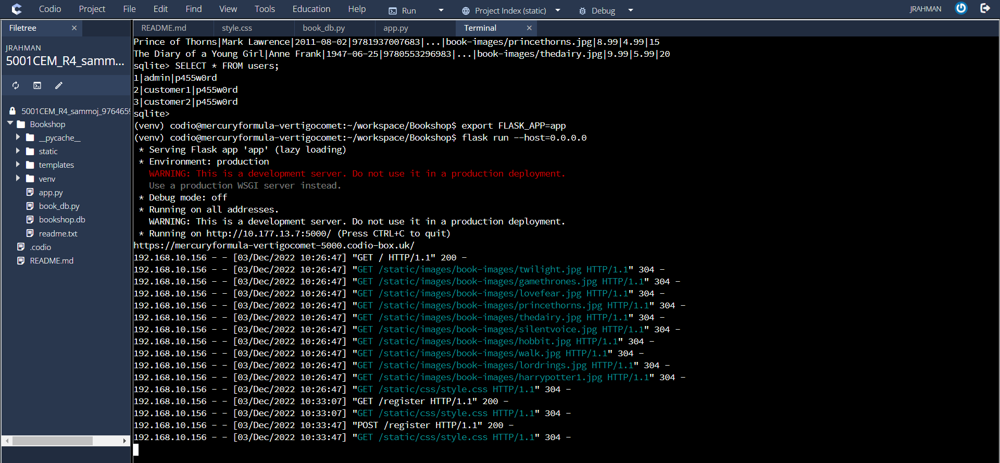 Codio Project File Edit Find View Tools Education Help Run Project Index (static) Debug JRAHMAN
Filetree
README.md style.css book_db.py app.py Terminal
JRAHMAN
5001CEM_R4_samm...
5001CEM_R4_sammoj_9764659
Bookshop
__pycache__
static
templates
venv
app.py
book_db.py
bookshop.db
readme.txt
.codio
README.md
Prince of Thorns|Mark Lawrence|2011-08-02|9781937007683|...|book-images/princethorns.jpg|8.99|4.99|15
The Diary of a Young Girl|Anne Frank|1947-06-25|9780553296983|...|book-images/thedairy.jpg|9.99|5.99|20
sqlite> SELECT * FROM users;
1|admin|p455w0rd
2|customer1|p455w0rd
3|customer2|p455w0rd
sqlite>
(venv) codio@mercuryformula-vertigocomet:~/workspace/Bookshop$ export FLASK_APP=app
(venv) codio@mercuryformula-vertigocomet:~/workspace/Bookshop$ flask run --host=0.0.0.0
* Serving Flask app 'app' (lazy loading)
* Environment: production
WARNING: This is a development server. Do not use it in a production deployment.
Use a production WSGI server instead.
* Debug mode: off
* Running on all addresses.
WARNING: This is a development server. Do not use it in a production deployment.
* Running on http://10.177.13.7:5000/ (Press CTRL+C to quit)
https://mercuryformula-vertigocomet-5000.codio-box.uk/
192.168.10.156 - - [03/Dec/2022 10:26:47] "GET / HTTP/1.1" 200 -
192.168.10.156 - - [03/Dec/2022 10:26:47] "GET /static/images/book-images/twilight.jpg HTTP/1.1" 304 -
192.168.10.156 - - [03/Dec/2022 10:26:47] "GET /static/images/book-images/gamethrones.jpg HTTP/1.1" 304 -
192.168.10.156 - - [03/Dec/2022 10:26:47] "GET /static/images/book-images/lovefear.jpg HTTP/1.1" 304 -
192.168.10.156 - - [03/Dec/2022 10:26:47] "GET /static/images/book-images/princethorns.jpg HTTP/1.1" 304 -
192.168.10.156 - - [03/Dec/2022 10:26:47] "GET /static/images/book-images/thedairy.jpg HTTP/1.1" 304 -
192.168.10.156 - - [03/Dec/2022 10:26:47] "GET /static/images/book-images/silentvoice.jpg HTTP/1.1" 304 -
192.168.10.156 - - [03/Dec/2022 10:26:47] "GET /static/images/book-images/hobbit.jpg HTTP/1.1" 304 -
192.168.10.156 - - [03/Dec/2022 10:26:47] "GET /static/images/book-images/walk.jpg HTTP/1.1" 304 -
192.168.10.156 - - [03/Dec/2022 10:26:47] "GET /static/images/book-images/lordrings.jpg HTTP/1.1" 304 -
192.168.10.156 - - [03/Dec/2022 10:26:47] "GET /static/images/book-images/harrypotter1.jpg HTTP/1.1" 304 -
192.168.10.156 - - [03/Dec/2022 10:26:47] "GET /static/css/style.css HTTP/1.1" 304 -
192.168.10.156 - - [03/Dec/2022 10:33:07] "GET /register HTTP/1.1" 200 -
192.168.10.156 - - [03/Dec/2022 10:33:07] "GET /static/css/style.css HTTP/1.1" 304 -
192.168.10.156 - - [03/Dec/2022 10:33:47] "POST /register HTTP/1.1" 200 -
192.168.10.156 - - [03/Dec/2022 10:33:47] "GET /static/css/style.css HTTP/1.1" 304 -